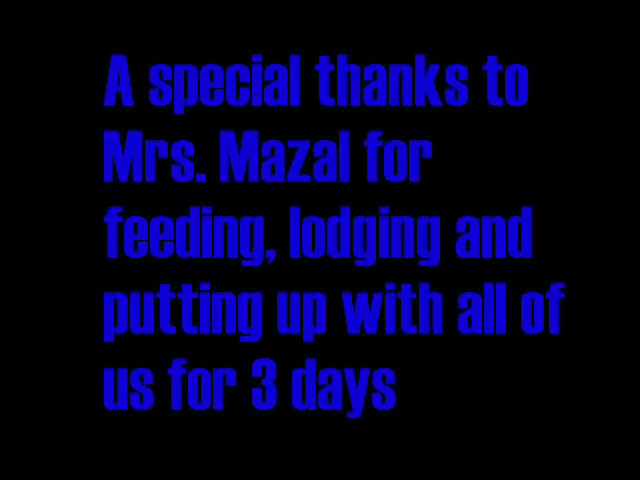 A special thanks to
Mrs. Mazal for
feeding, lodging and
putting up with all of
us for 3 days